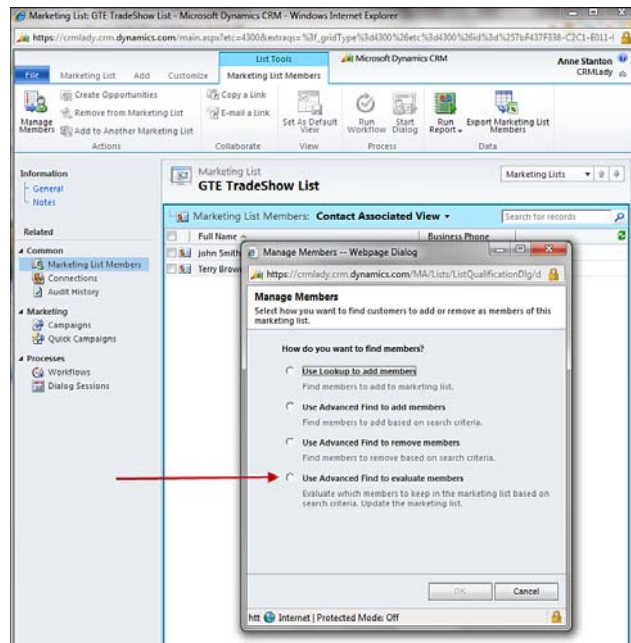 Marketing List: GTE TradeShow List - Microsoft Dynamics CRM - Windows Internet Explorer
https://crmlady.crm.dynamics.com/main.aspx?etc=4300&extraqs=%3f_gridType%3d4300%26etc%3d4300%26id%3d%257bF437F338-C2C1-E011-
List Tools
Microsoft Dynamics CRM
Anne Stanton
CRMLady
File Marketing List Add Customize Marketing List Members
Manage Members
Create Opportunities
Remove from Marketing List
Add to Another Marketing List
Actions
Copy a Link
E-mail a Link
Collaborate
Set As Default View
View
Run Workflow
Start Dialog
Process
Run Report
Export Marketing List Members
Data
Information
General
Notes
Related
Common
Marketing List Members
Connections
Audit History
Marketing
Campaigns
Quick Campaigns
Processes
Workflows
Dialog Sessions
Marketing List
GTE TradeShow List
Marketing Lists
Marketing List Members: Contact Associated View
Search for records
Full Name
Business Phone
john Smith
Terry Brow
Manage Members -- Webpage Dialog
https://crmlady.crm.dynamics.com/MA/Lists/ListQualificationDlg/d
Manage Members
Select how you want to find customers to add or remove as members of this
marketing list.
How do you want to find members?
Use Lookup to add members
Find members to add to marketing list.
Use Advanced Find to add members
Find members to add based on search criteria.
Use Advanced Find to remove members
Find members to remove based on search criteria.
Use Advanced Find to evaluate members
Evaluate which members to keep in the marketing list based on
search criteria. Update the marketing list.
OK
Cancel
htt Internet | Protected Mode: Off